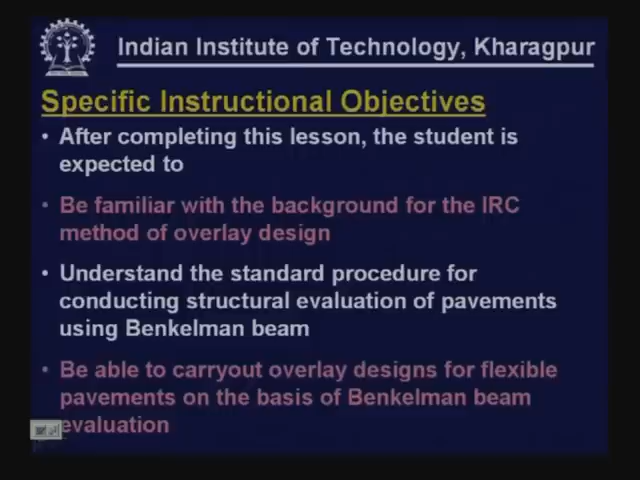 Indian Institute of Technology, Kharagpur
Specific Instructional Objectives
• After completing this lesson, the student is
expected to
• Be familiar with the background for the IRC
method of overlay design
• Understand the standard procedure for
conducting structural evaluation of pavements
using Benkelman beam
• Be able to carryout overlay designs for flexible
pavements on the basis of Benkelman beam
evaluation